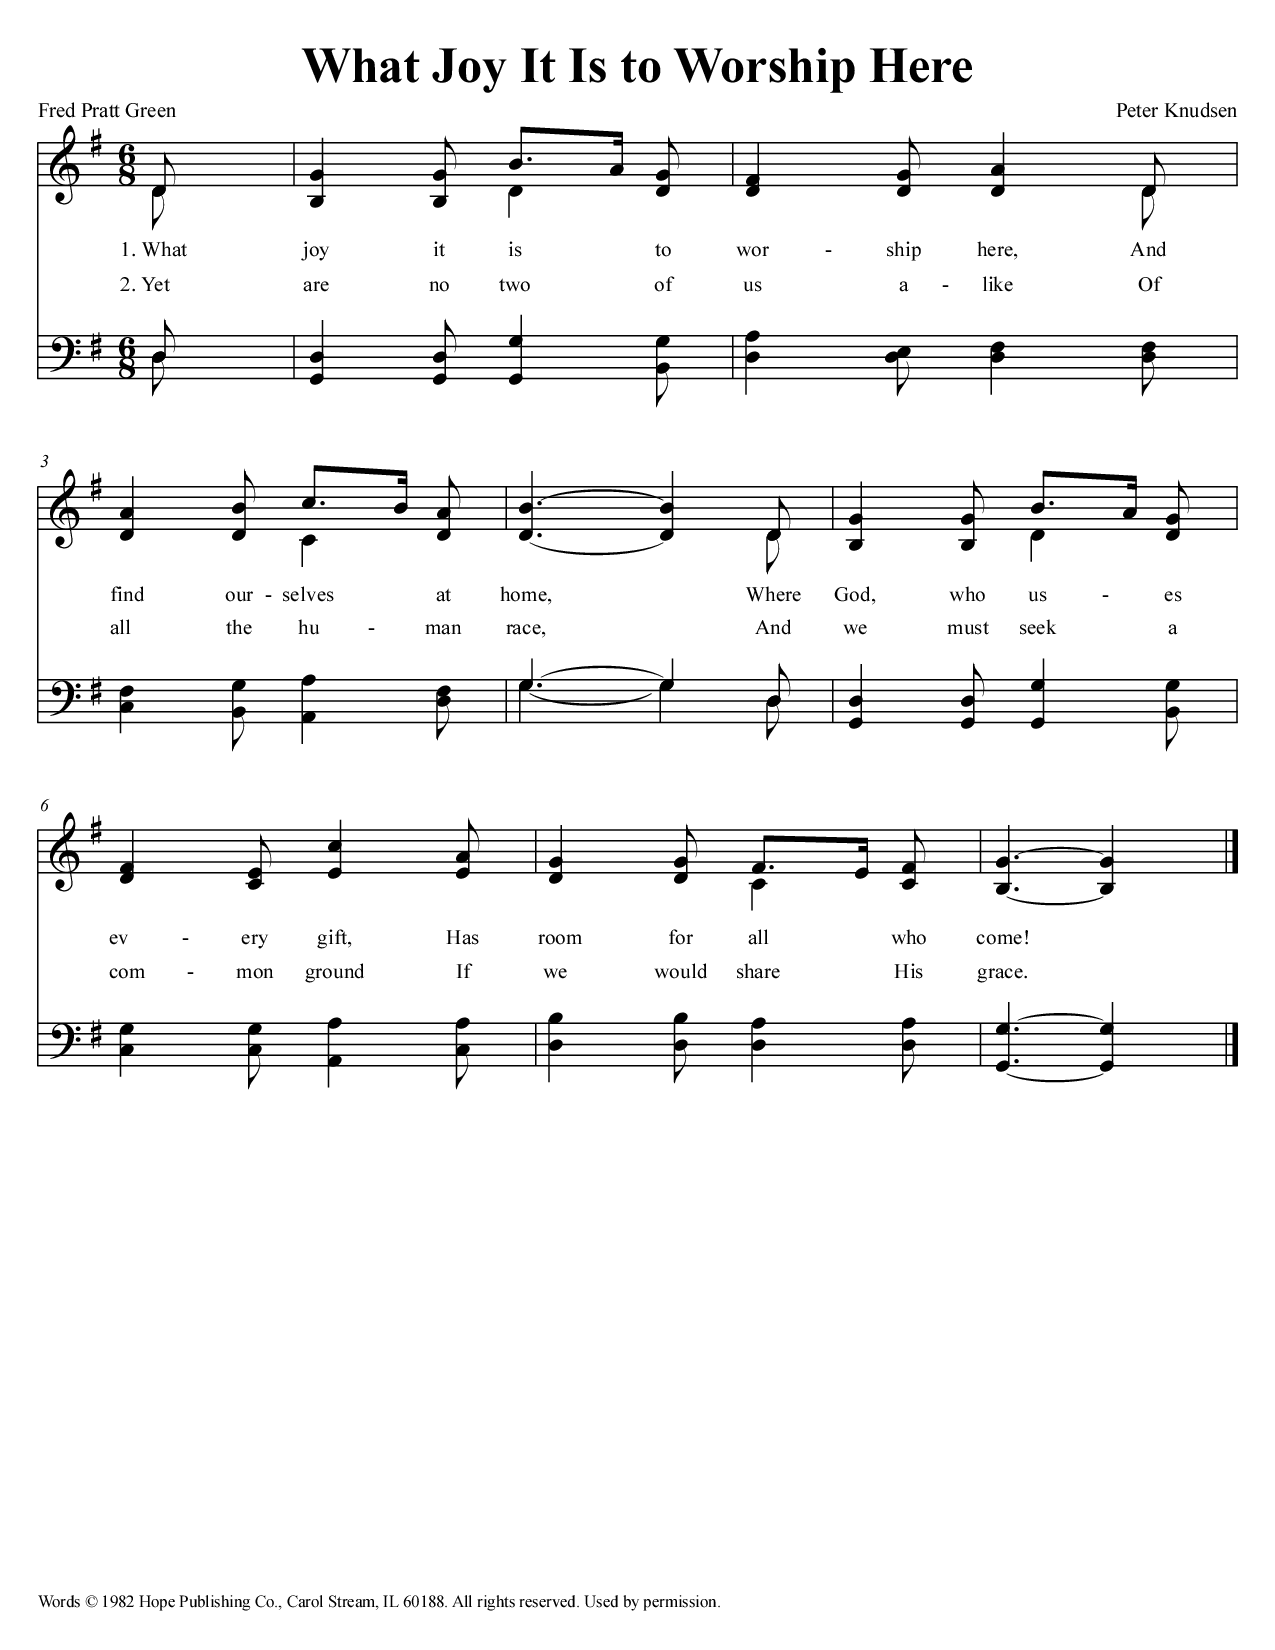 What Joy It Is to Worship Here
Fred Pratt Green
Peter Knudsen
6
8
1. What joy it is to wor - ship here, And
2. Yet are no two of us a - like Of
6
8
3
find our - selves at home, Where God, who us - es
all the hu - man race, And we must seek a
6
ev - ery gift, Has room for all who come!
com - mon ground If we would share His grace.
Words © 1982 Hope Publishing Co., Carol Stream, IL 60188. All rights reserved. Used by permission.